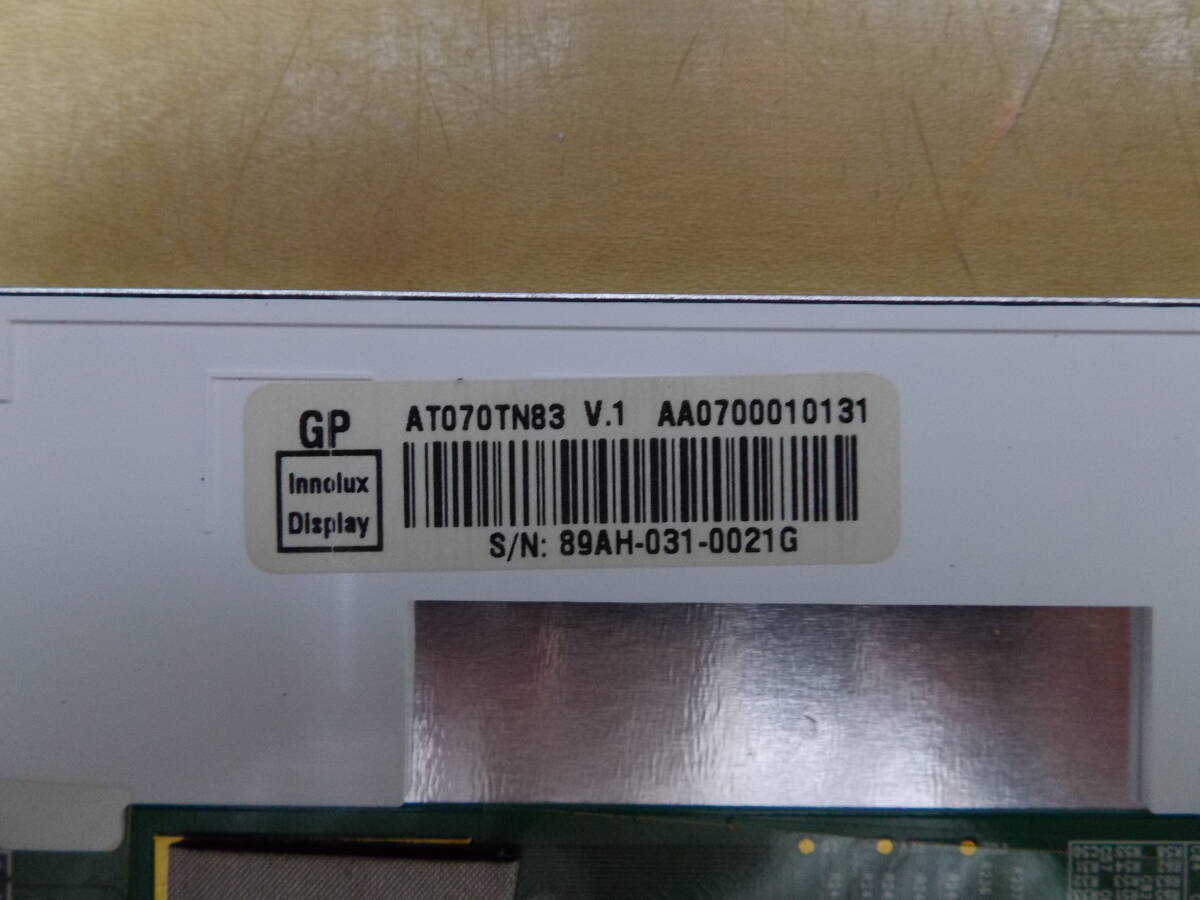 GP
Innolux
Display
AT070TN83 V.1 AA0700010131
S/N: 89AH-031-0021G